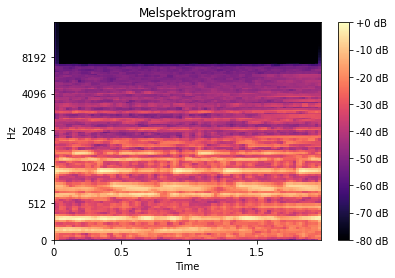 Melspektrogram
+0 dB
8192
-10 dB
4096
-20 dB
-30 dB
Hz
2048
-40 dB
1024
-50 dB
512
-60 dB
-70 dB
0
-80 dB
0 0.5 1 1.5
Time